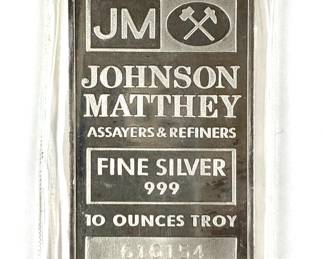 JM
JOHNSON
MATTHEY
ASSAYERS & REFINERS
FINE SILVER
999
10 OUNCES TROY